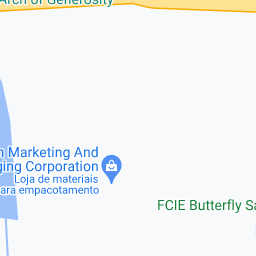 Arch of Generosity
Marketing And
ging Corporation
Loja de materiais
para empacotamento
FCIE Butterfly Sa